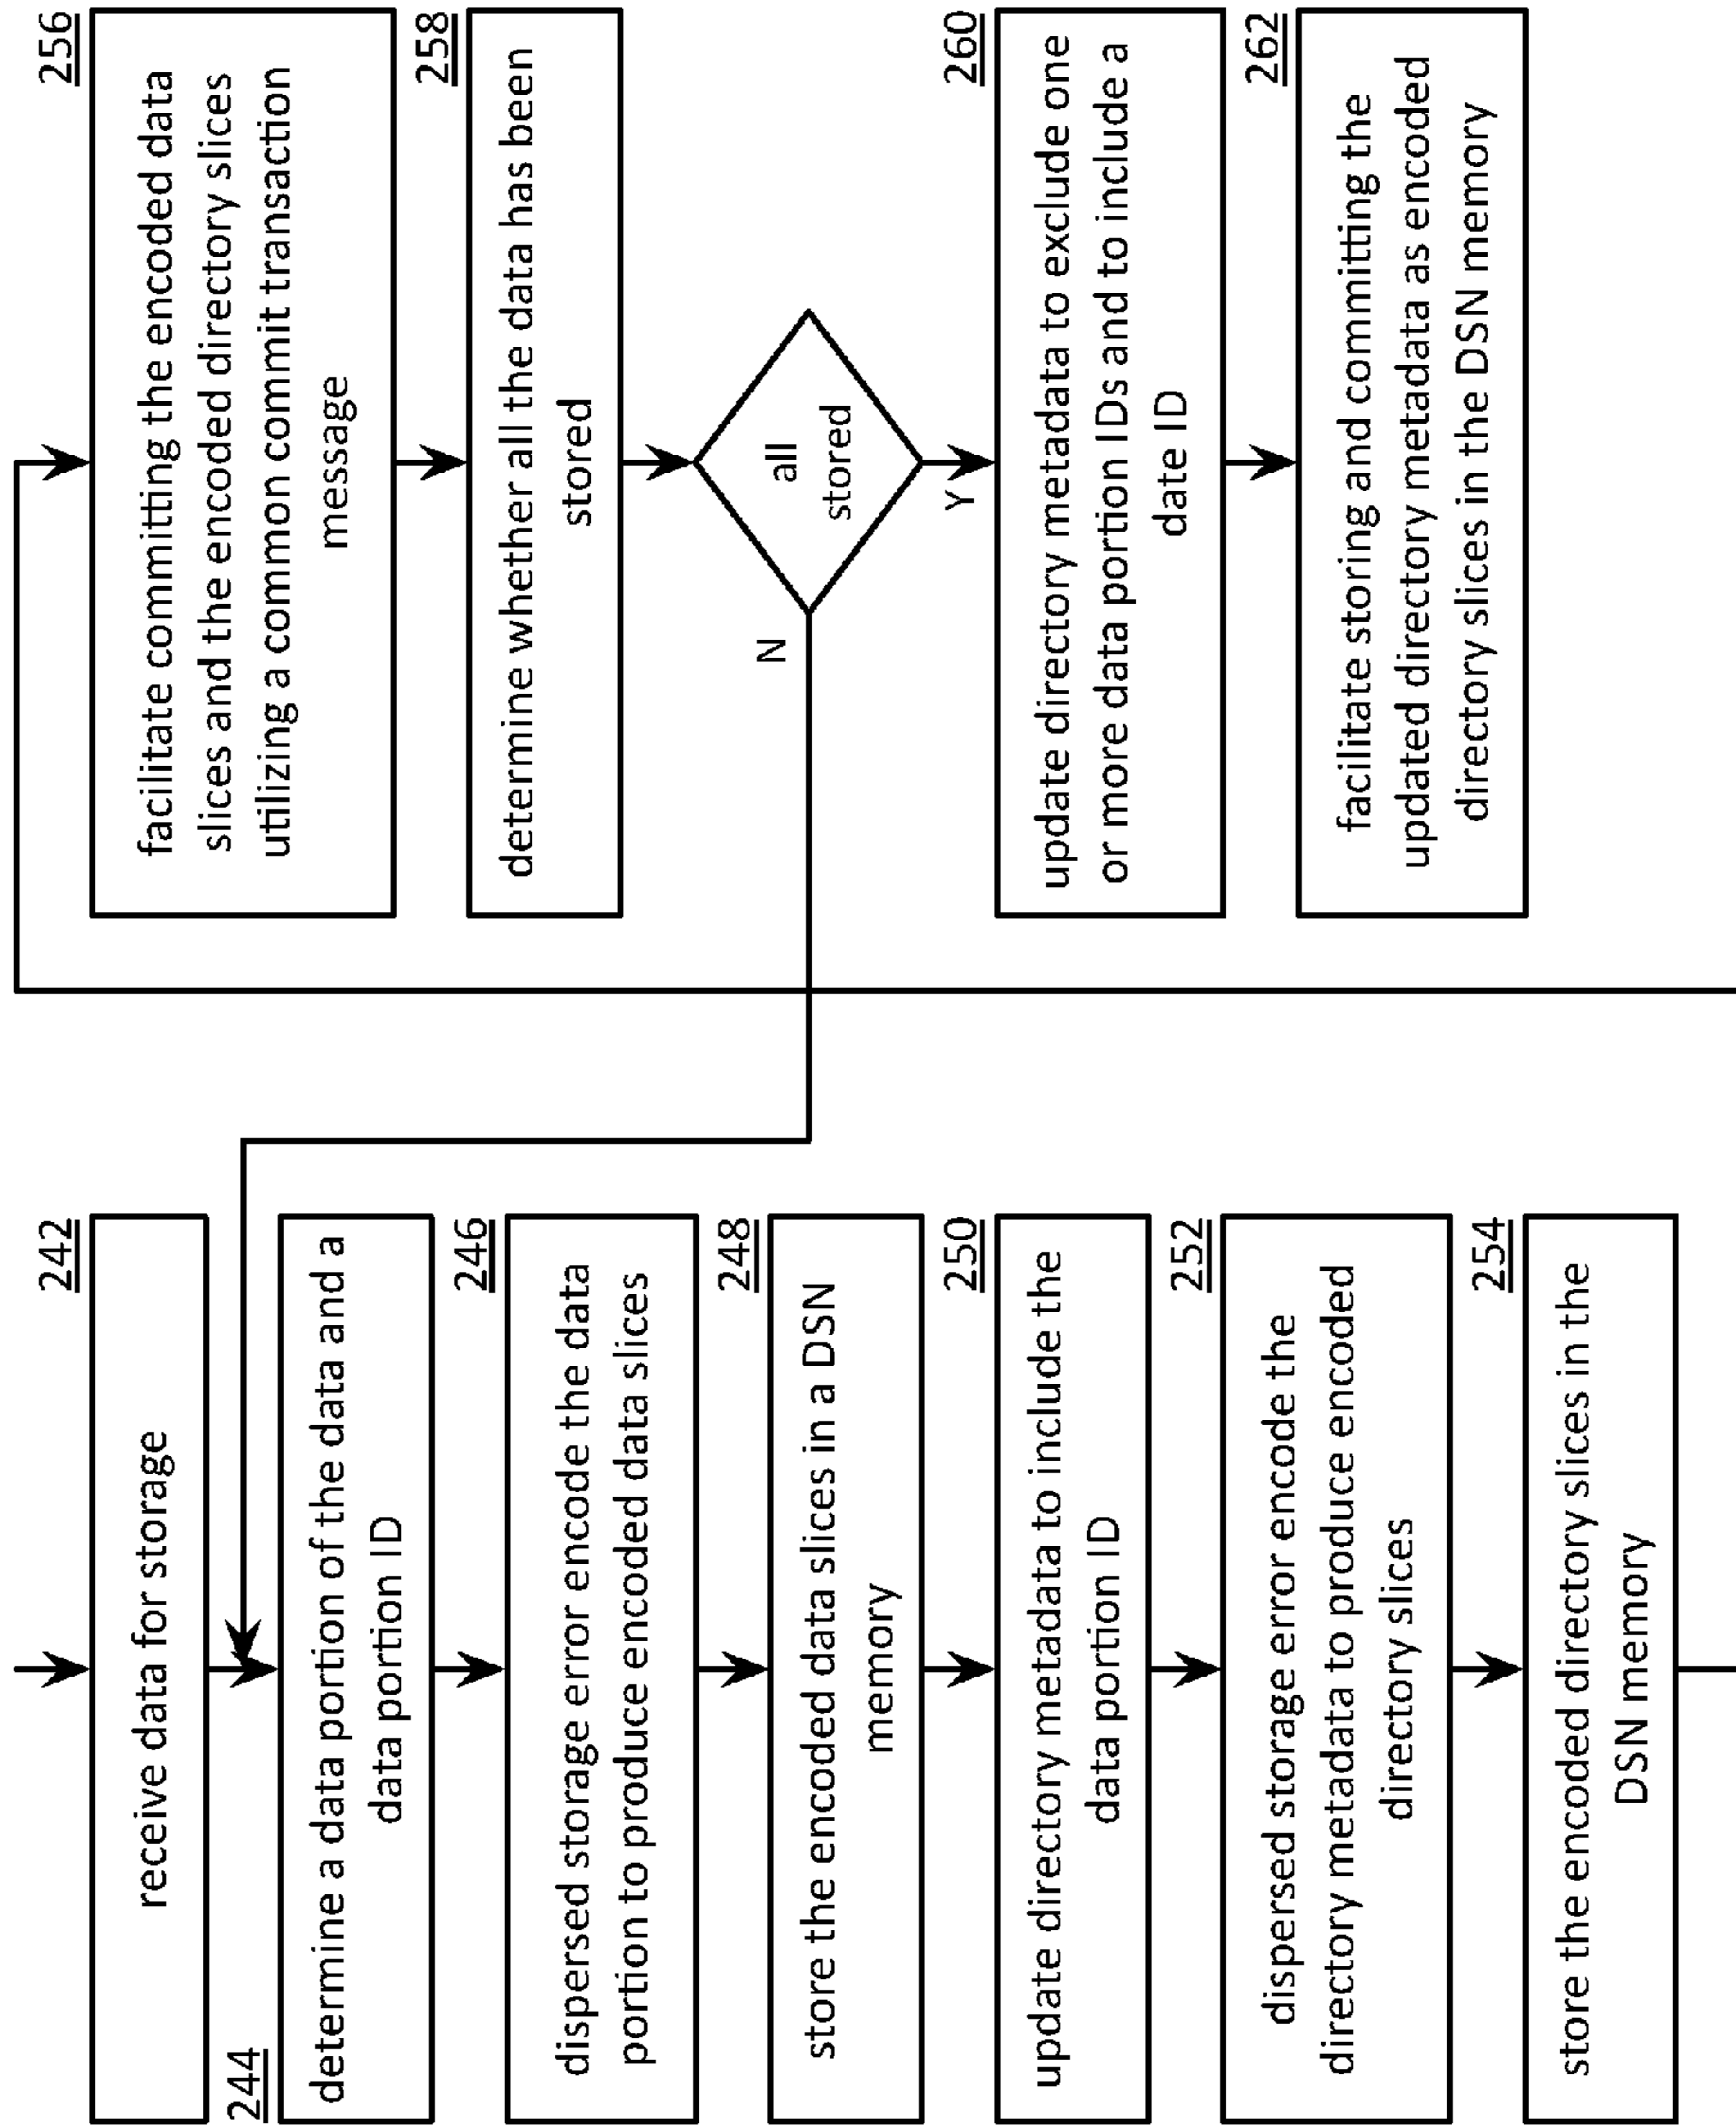 242
receive data for storage
244
determine a data portion of the data and a
data portion ID
246
dispersed storage error encode the data
portion to produce encoded data slices
248
store the encoded data slices in a DSN
memory
250
update directory metadata to include the
data portion ID
252
dispersed storage error encode the
directory metadata to produce encoded
directory slices
254
store the encoded directory slices in the
DSN memory
256
facilitate committing the encoded data
slices and the encoded directory slices
utilizing a common commit transaction
message
258
determine whether all the data has been
stored
all
stored
N
Y
260
update directory metadata to exclude one
or more data portion IDs and to include a
date ID
262
facilitate storing and committing the
updated directory metadata as encoded
directory slices in the DSN memory